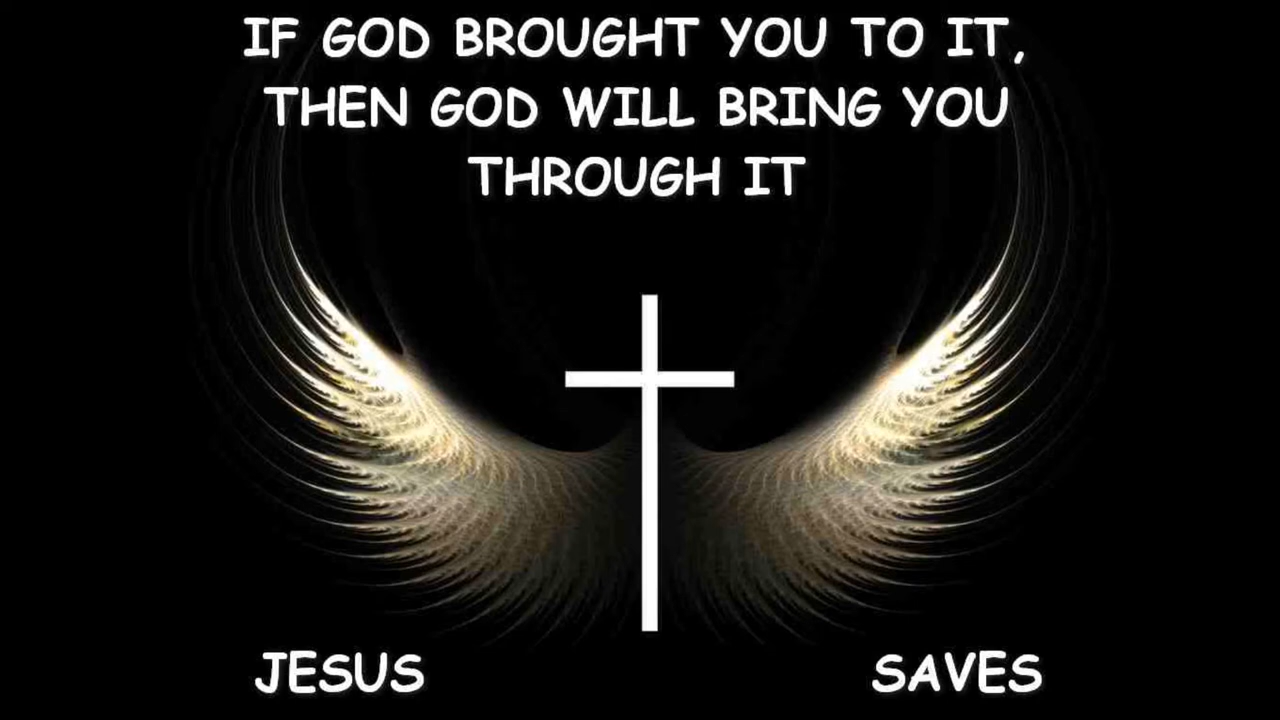 IF GOD BROUGHT YOU TO IT,
THEN GOD WILL BRING YOU
THROUGH IT
JESUS SAVES